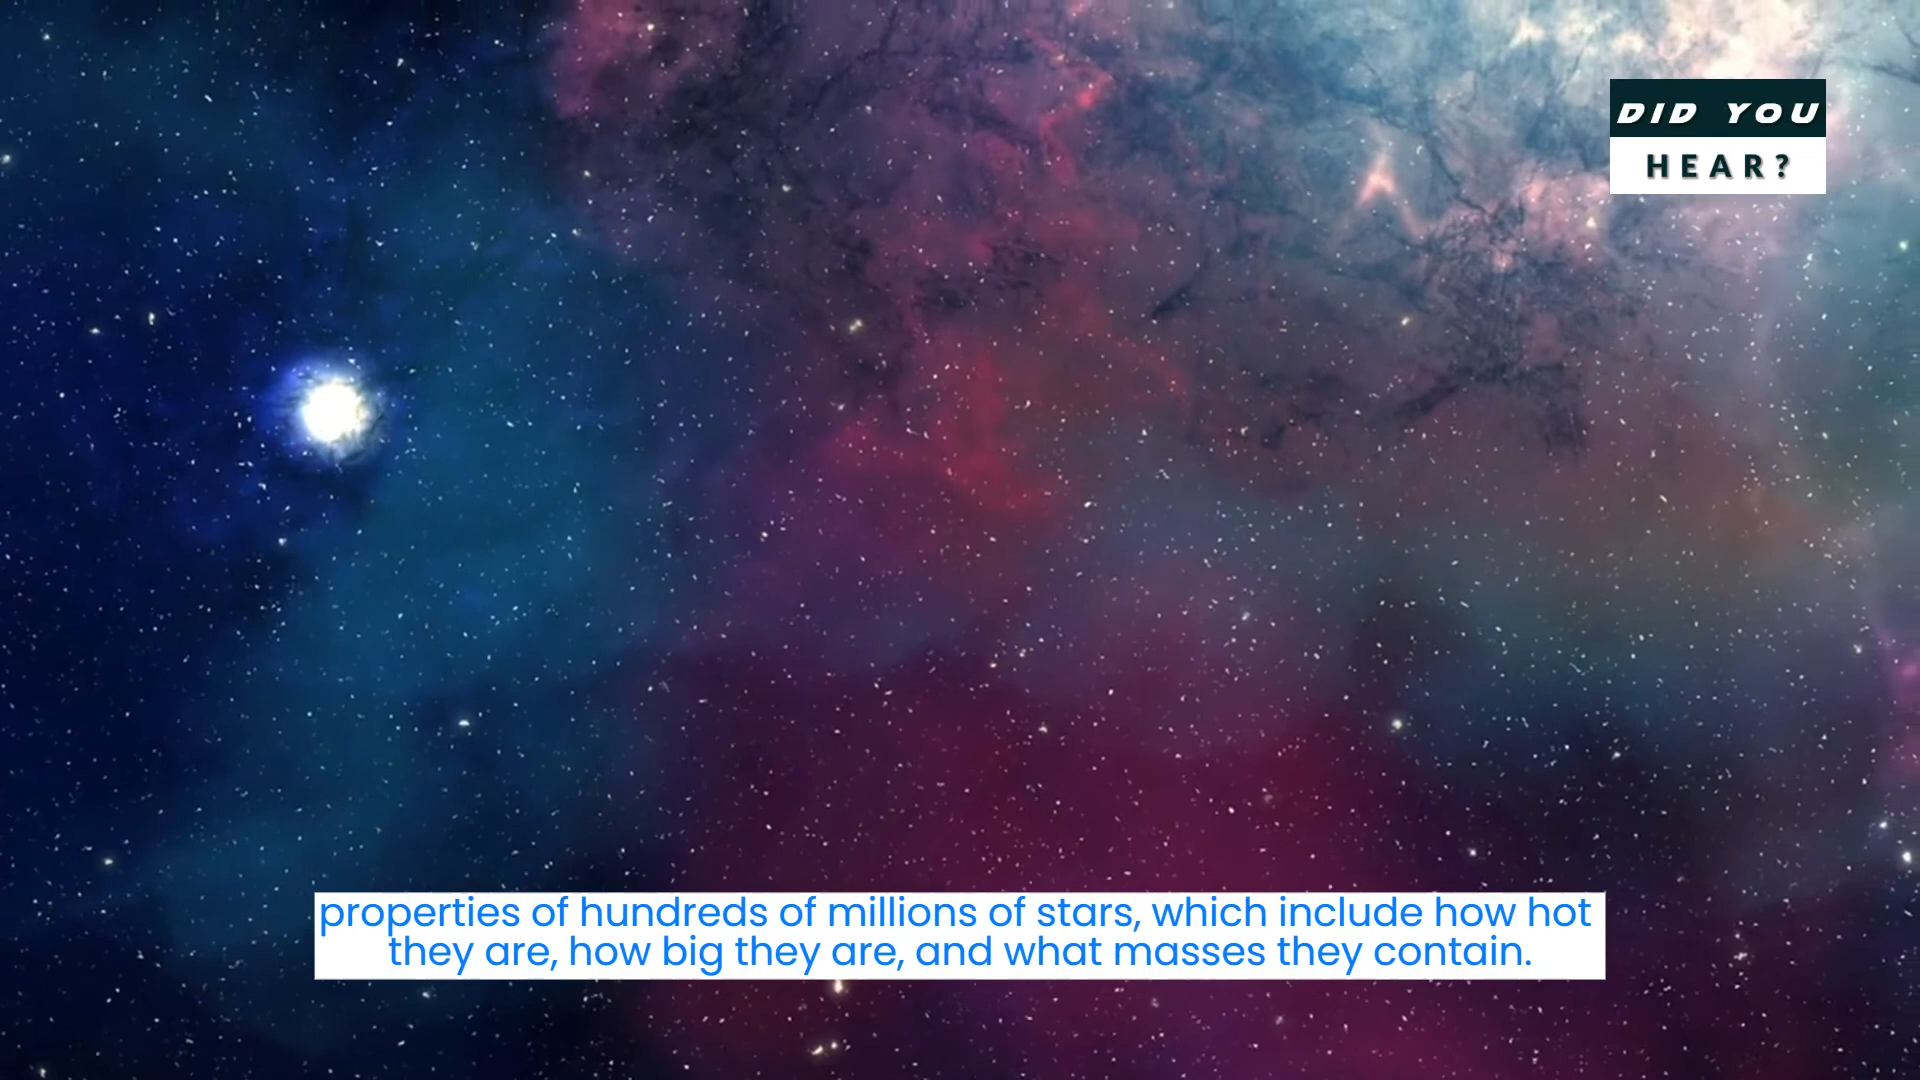 DID YOU
HEAR?
properties of hundreds of millions of stars, which include how hot
they are, how big they are, and what masses they contain.